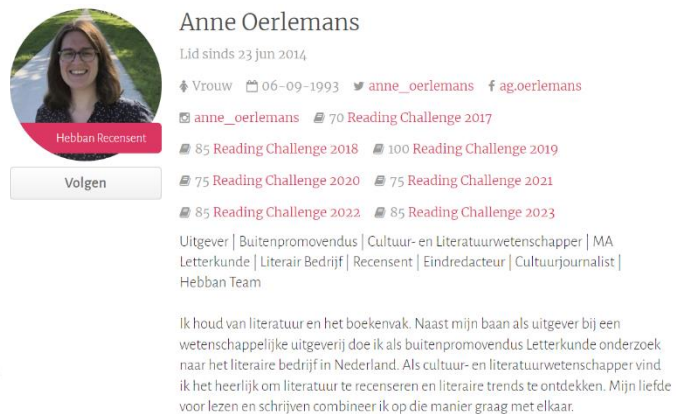 Anne Oerlemans
Lid sinds 23 jun 2014
Vrouw 06-09-1993 anne_oerlemans ag.oerlemans
anne_oerlemans 70 Reading Challenge 2017
Hebban Recensent
85 Reading Challenge 2018 100 Reading Challenge 2019
Volgen
75 Reading Challenge 2020 75 Reading Challenge 2021
85 Reading Challenge 2022 85 Reading Challenge 2023
Uitgever | Buitenpromovendus | Cultuur- en Literatuurwetenschapper | MA
Letterkunde | Literair Bedrijf | Recensent | Eindredacteur | Cultuurjournalist |
Hebban Team
Ik houd van literatuur en het boekenvak. Naast mijn baan als uitgever bij een
wetenschappelijke uitgeverij doe ik als buitenpromovendus Letterkunde onderzoek
naar het literaire bedrijf in Nederland. Als cultuur- en literatuurwetenschapper vind
ik het heerlijk om literatuur te recenseren en literaire trends te ontdekken. Mijn liefde
voor lezen en schrijven combineer ik op die manier graag met elkaar.